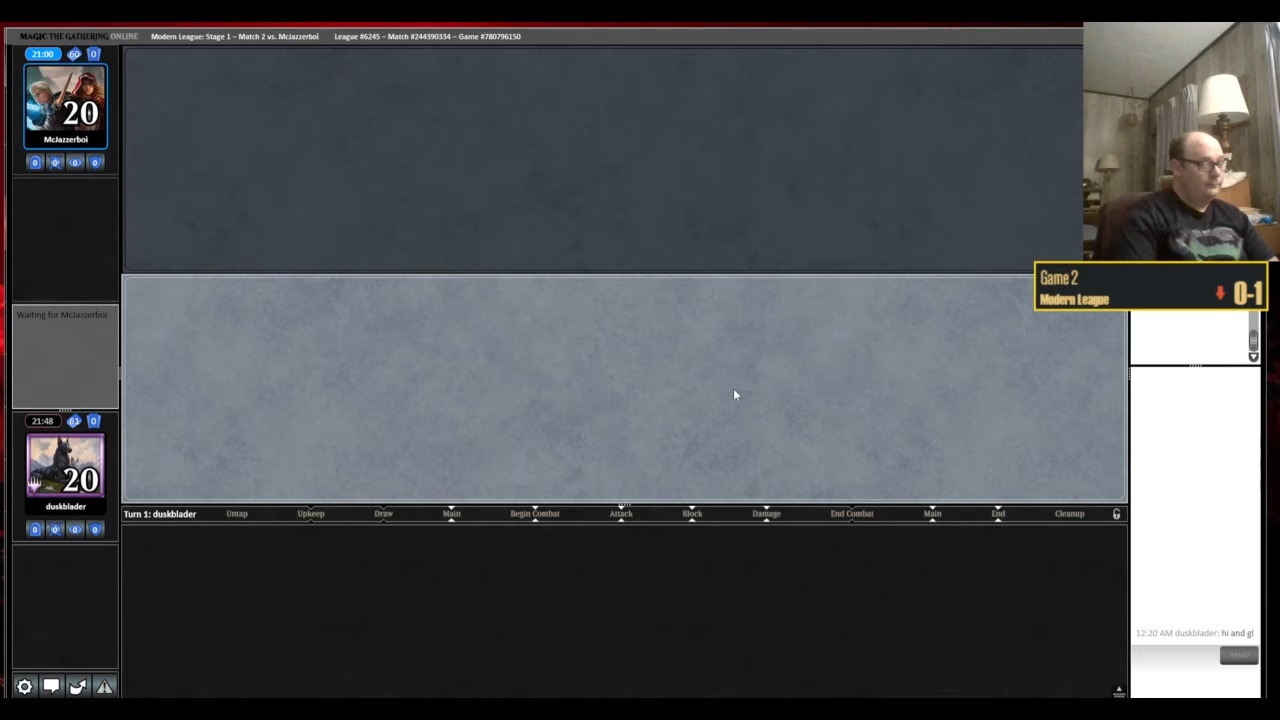 MAGIC THE GATHERING ONLINE Modern League: Stage 1 – Match 2 vs. McJazzerboi League #6245 – Match #244390334 – Game #780796150
21:00 60 0
20
McJazzerboi
0 0 0 0
Game 2
Modern League 0-1
Waiting for McJazzerboi
21:48 61 0
20
duskblader
Turn 1: duskblader Untap Upkeep Draw Main Begin Combat Attack Block Damage End Combat Main End Cleanup
0 0 0 0
12:20 AM duskblader: hi and gl
SEND